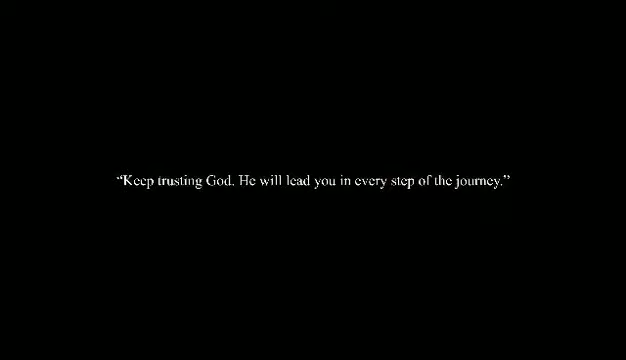 “Keep trusting God. He will lead you in every step of the journey.”